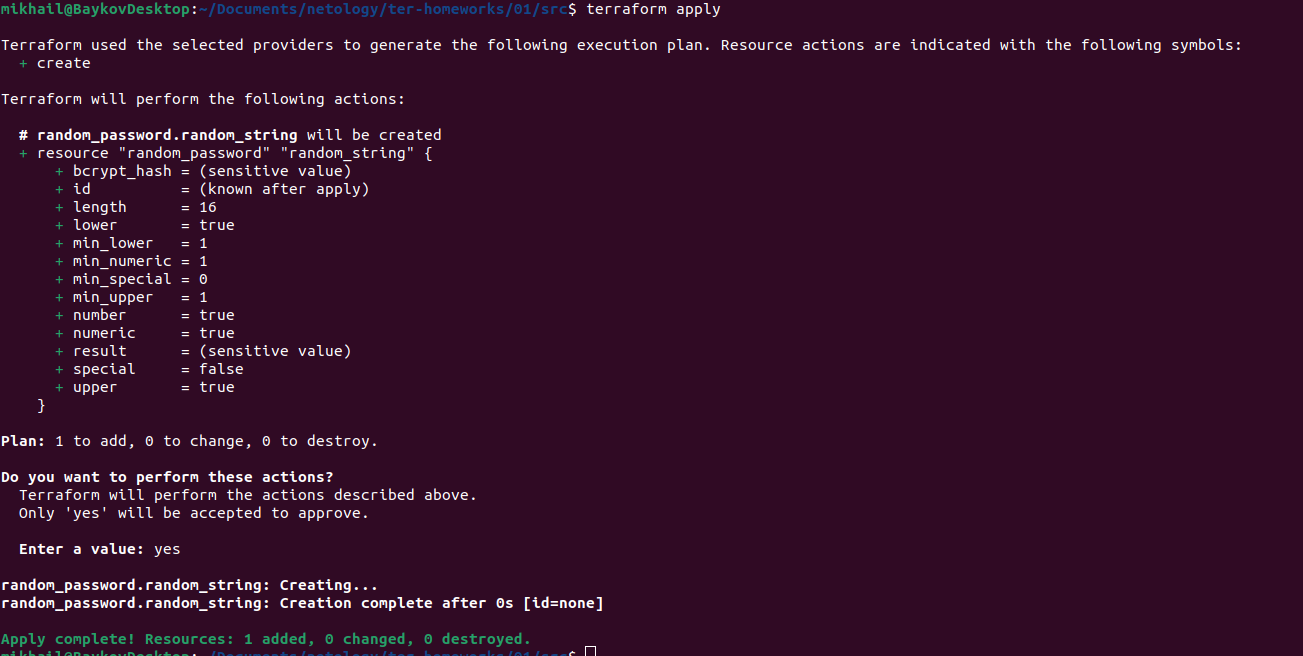 mikhail@BaykovDesktop:~/Documents/netology/ter-homeworks/01/src$ terraform apply

Terraform used the selected providers to generate the following execution plan. Resource actions are indicated with the following symbols:
  + create

Terraform will perform the following actions:

  # random_password.random_string will be created
  + resource "random_password" "random_string" {
      + bcrypt_hash = (sensitive value)
      + id          = (known after apply)
      + length      = 16
      + lower       = true
      + min_lower   = 1
      + min_numeric = 1
      + min_special = 0
      + min_upper   = 1
      + number      = true
      + numeric     = true
      + result      = (sensitive value)
      + special     = false
      + upper       = true
    }

Plan: 1 to add, 0 to change, 0 to destroy.

Do you want to perform these actions?
  Terraform will perform the actions described above.
  Only 'yes' will be accepted to approve.

  Enter a value: yes

random_password.random_string: Creating...
random_password.random_string: Creation complete after 0s [id=none]

Apply complete! Resources: 1 added, 0 changed, 0 destroyed.
mikhail@BaykovDesktop:~/Documents/netology/ter-homeworks/01/src$